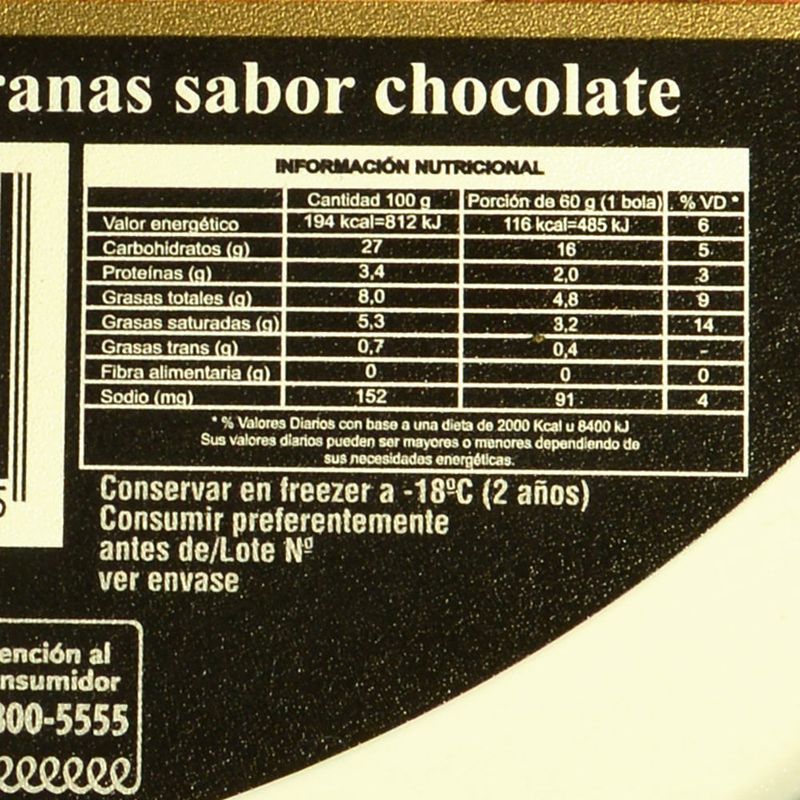 ranas sabor chocolate
INFORMACIÓN NUTRICIONAL
Cantidad 100 g Porción de 60 g (1 bola) % VD *
Valor energético 194 kcal=812 kJ 116 kcal=485 kJ 6
Carbohidratos (g) 27 16 5
Proteínas (g) 3,4 2,0 3
Grasas totales (g) 8,0 4,8 9
Grasas saturadas (g) 5,3 3,2 14
Grasas trans (g) 0,7 0,4 -
Fibra alimentaria (g) 0 0 0
Sodio (mg) 152 91 4
* % Valores Diarios con base a una dieta de 2000 Kcal u 8400 kJ
Sus valores diarios pueden ser mayores o menores dependiendo de
sus necesidades energéticas.
Conservar en freezer a -18ºC (2 años)
Consumir preferentemente
antes de/Lote Nº
ver envase
ención al
nsumidor
800-5555